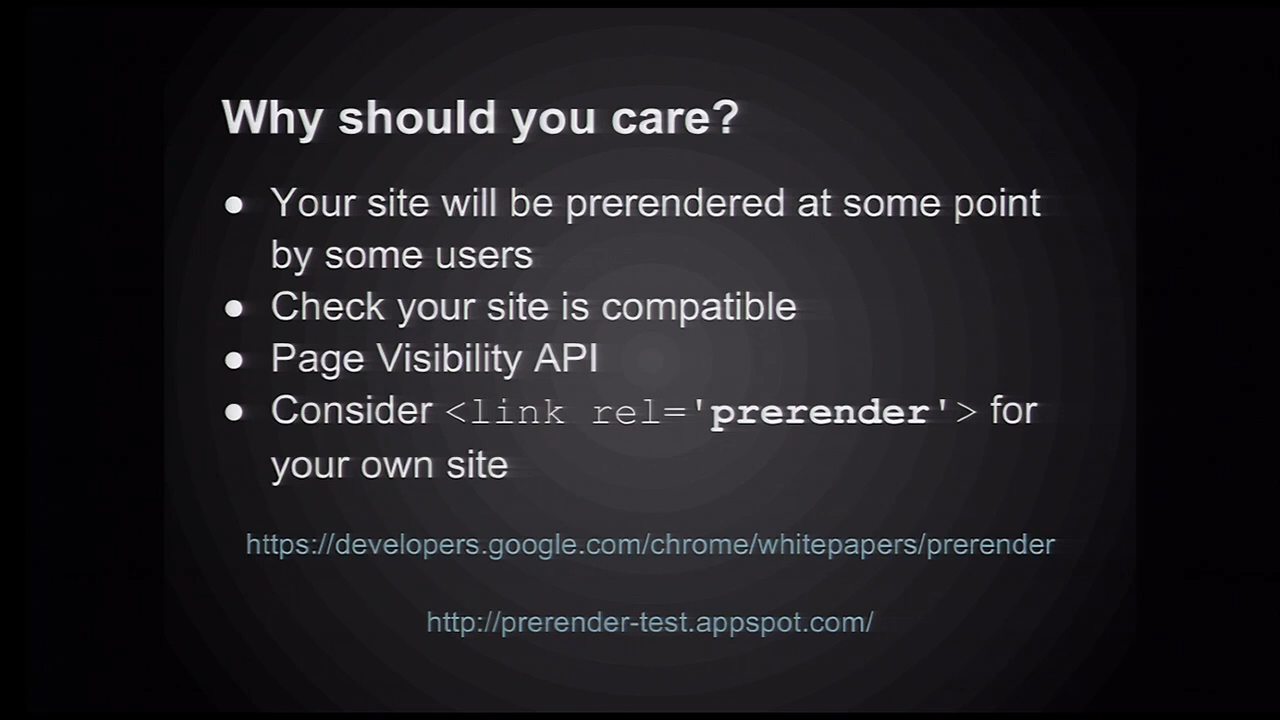 Why should you care?
● Your site will be prerendered at some point
by some users
● Check your site is compatible
● Page Visibility API
● Consider <link rel='prerender'> for
your own site
https://developers.google.com/chrome/whitepapers/prerender
http://prerender-test.appspot.com/